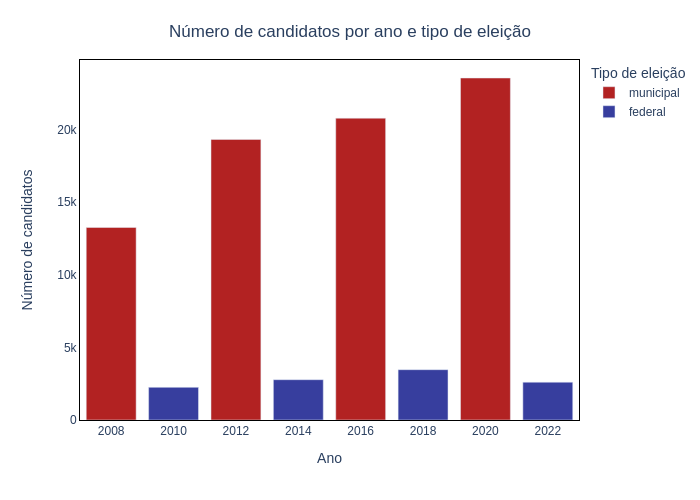 Número de candidatos por ano e tipo de eleição
Tipo de eleição
municipal
federal
Número de candidatos
20k
15k
10k
5k
0
2008 2010 2012 2014 2016 2018 2020 2022
Ano